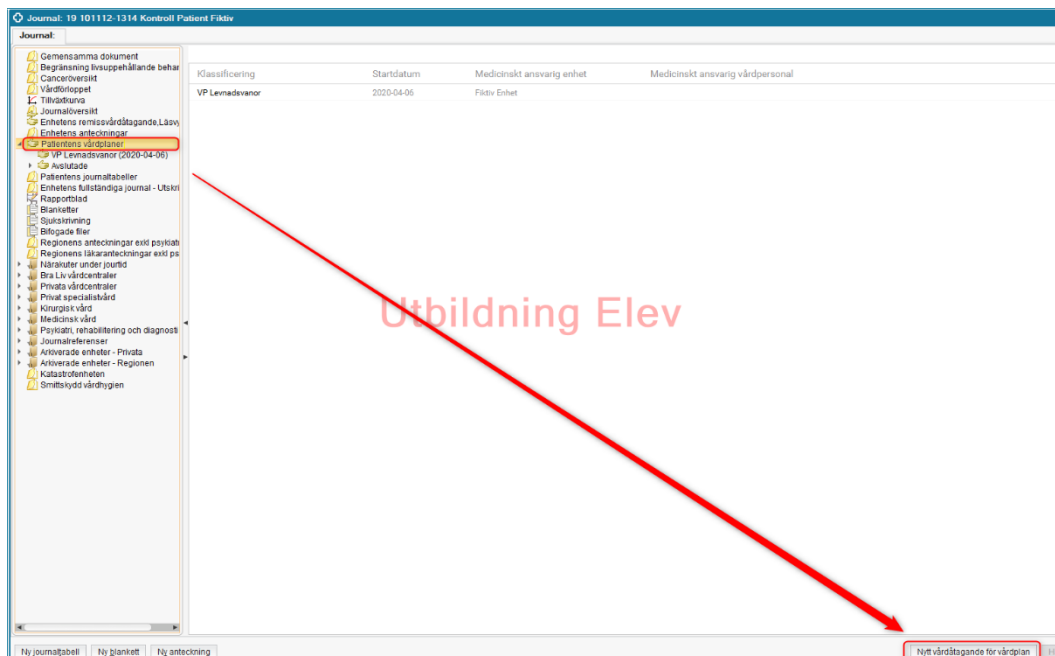 Journal: 19 101112-1314 Kontroll Patient Fiktiv
Journal:
Gemensamma dokument
Begränsning livsuppehållande behar
Canceröversikt
Vårdförloppet
Tillväxtkurva
Journalöversikt
Enhetens remissvårdåtagande,Läsvy
Enhetens anteckningar
Patientens vårdplaner
VP Levnadsvanor (2020-04-06)
Avslutade
Patientens journaltabeller
Enhetens fullständiga journal - Utskri
Rapportblad
Blanketter
Sjukskrivning
Bifogade filer
Regionens anteckningar exkl psykiatr
Regionens läkaranteckningar exkl ps
Närakuter under jourtid
Bra Liv vårdcentraler
Privata vårdcentraler
Privat specialistvård
Kirurgisk vård
Medicinsk vård
Psykiatri, rehabilitering och diagnosti
Journalreferenser
Arkiverade enheter - Privata
Arkiverade enheter - Regionen
Katastrofenheten
Smittskydd vårdhygien
Klassificering Startdatum Medicinskt ansvarig enhet Medicinskt ansvarig vårdpersonal
VP Levnadsvanor 2020-04-06 Fiktiv Enhet
Utbildning Elev
Ny journaltabell Ny blankett Ny anteckning Nytt vårdåtagande för vårdplan